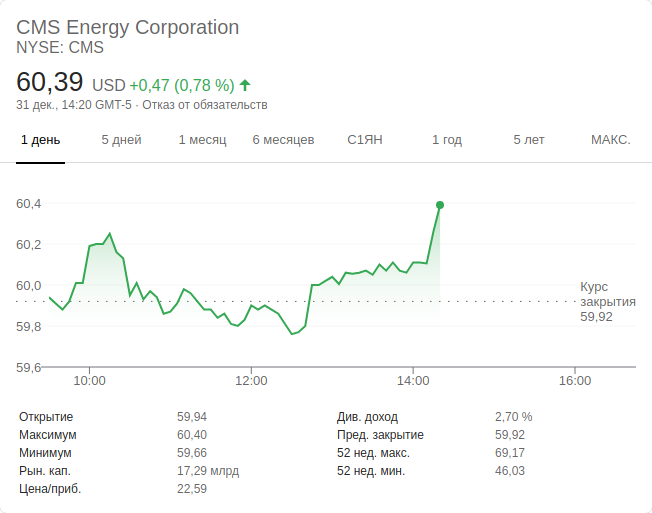 CMS Energy Corporation
NYSE: CMS
60,39 USD +0,47 (0,78 %)
31 дек., 14:20 GMT-5 · Отказ от обязательств
1 день 5 дней 1 месяц 6 месяцев С1ЯН 1 год 5 лет МАКС.
60,4
60,2
60,0
59,8
59,6
Курс
закрытия
59,92
10:00 12:00 14:00 16:00
Открытие 59,94 Див. доход 2,70 %
Максимум 60,40 Пред. закрытие 59,92
Минимум 59,66 52 нед. макс. 69,17
Рын. кап. 17,29 млрд 52 нед. мин. 46,03
Цена/приб. 22,59